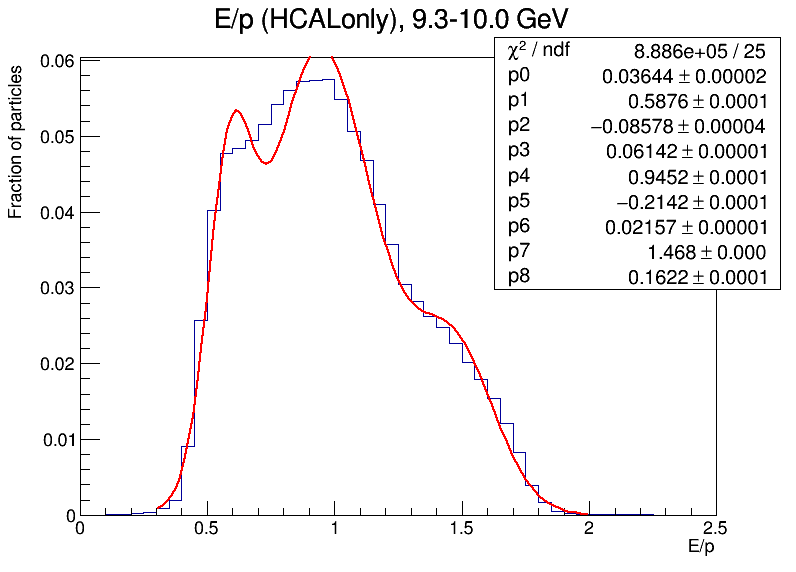 E/p (HCALonly), 9.3-10.0 GeV
χ² / ndf 8.886e+05 / 25
p0 0.03644 ± 0.00002
p1 0.5876 ± 0.0001
p2 −0.08578 ± 0.00004
p3 0.06142 ± 0.00001
p4 0.9452 ± 0.0001
p5 −0.2142 ± 0.0001
p6 0.02157 ± 0.00001
p7 1.468 ± 0.000
p8 0.1622 ± 0.0001
Fraction of particles
0.06
0.05
0.04
0.03
0.02
0.01
0
0 0.5 1 1.5 2 2.5
E/p